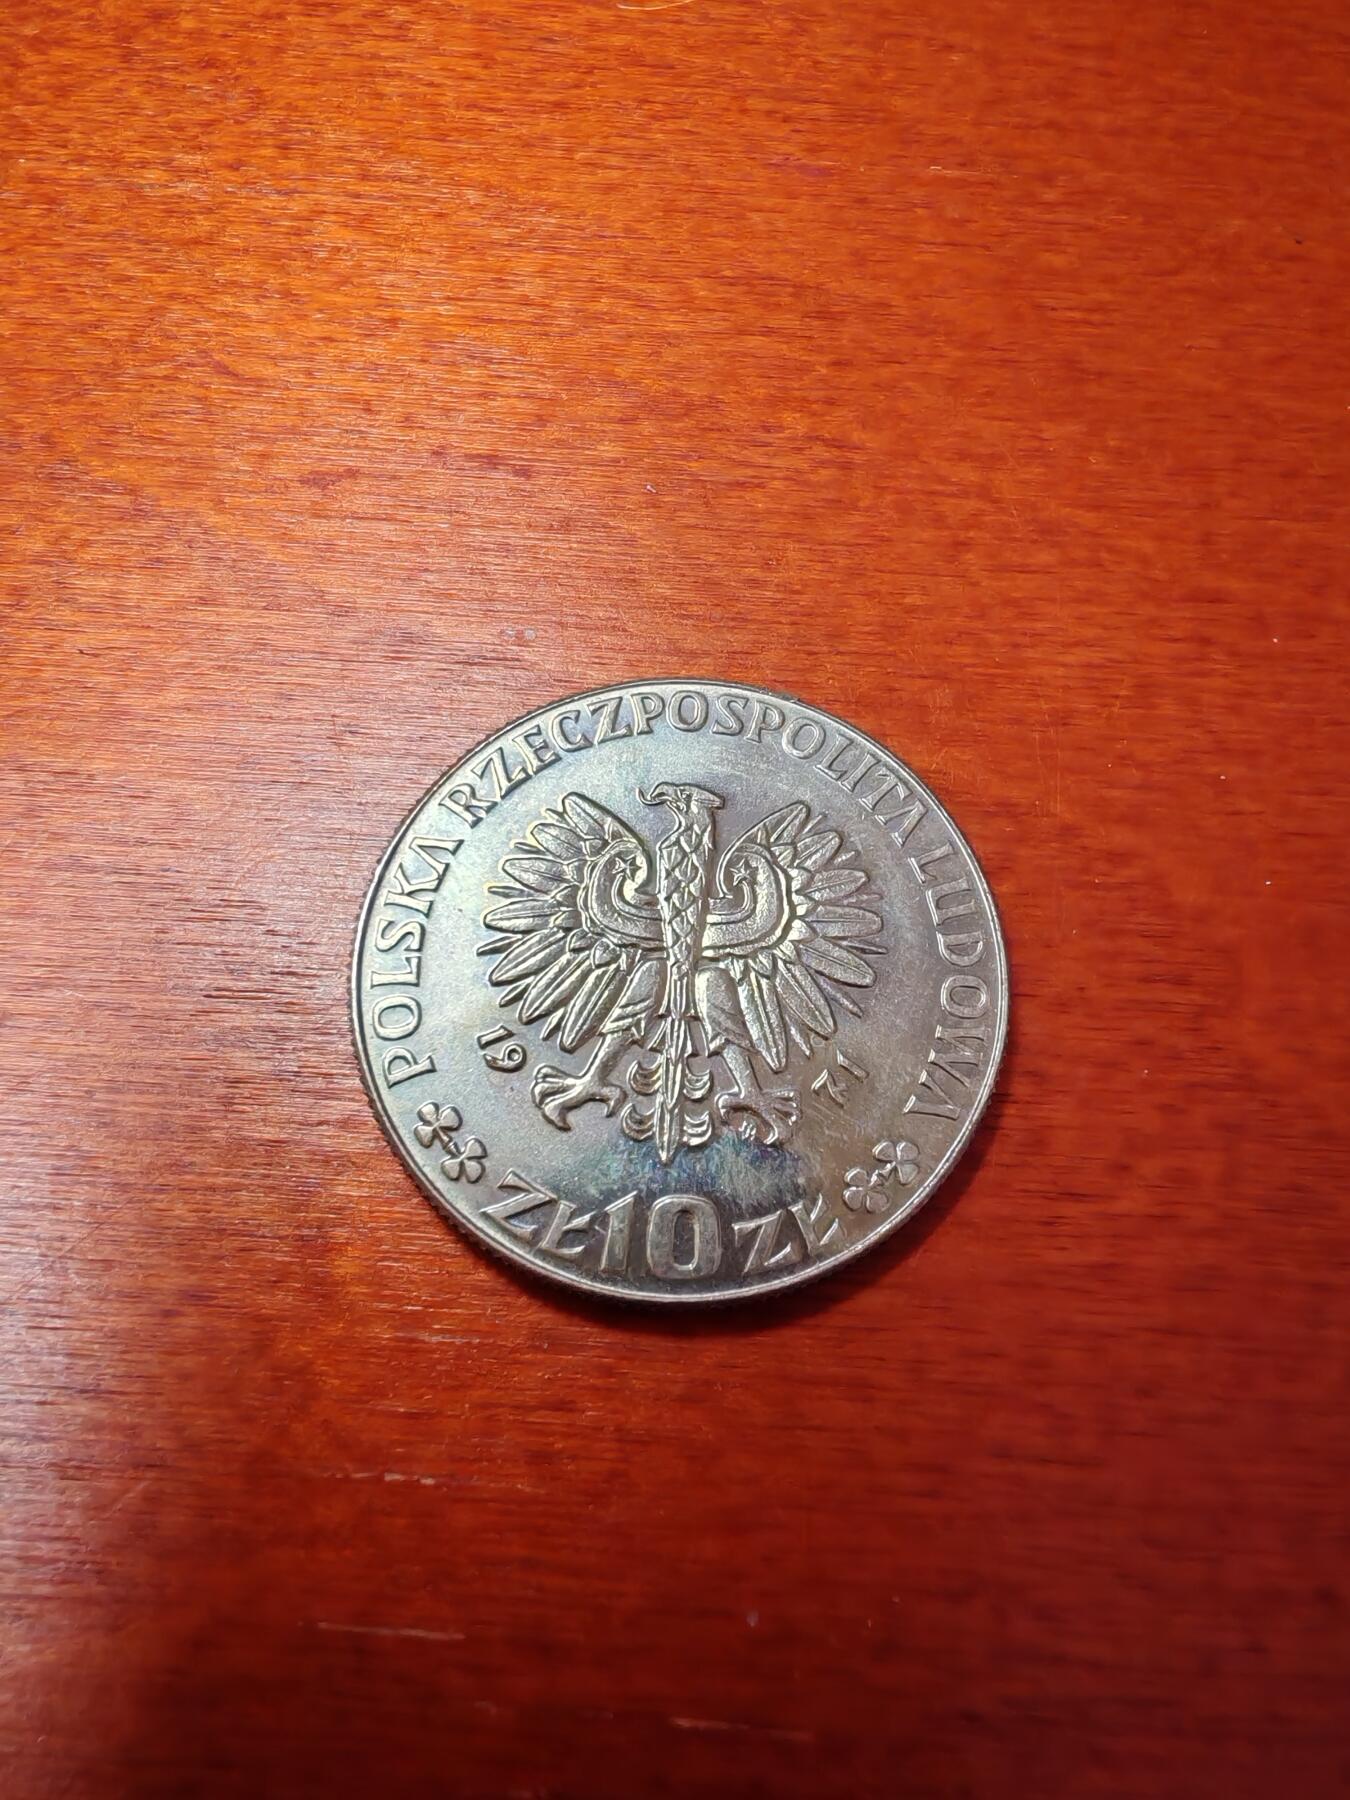 POLSKA RZECZPOSPOLITA LUDOWA
19 71
ZŁ 10 ZŁ